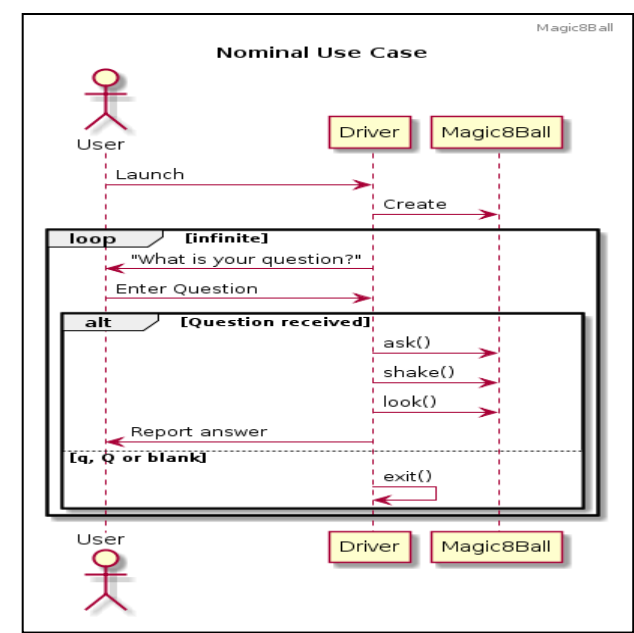 Magic8Ball
Nominal Use Case
User
Driver Magic8Ball
Launch
Create
loop [infinite]
"What is your question?"
Enter Question
alt [Question received]
ask()
shake()
look()
Report answer
[q, Q or blank]
exit()
User
Driver Magic8Ball